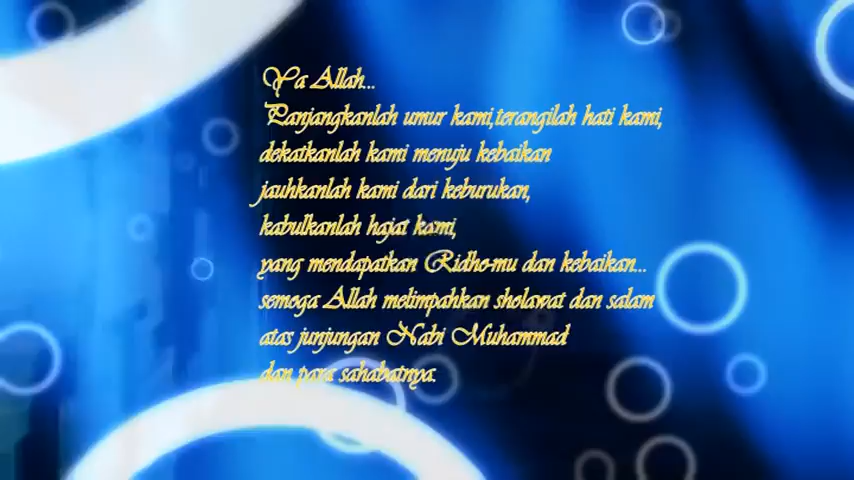 Ya Allah...
Panjangkanlah umur kami,terangilah hati kami,
dekatkanlah kami menuju kebaikan
jauhkanlah kami dari keburukan,
kabulkanlah hajat kami,
yang mendapatkan Ridho-mu dan kebaikan...
semoga Allah melimpahkan sholawat dan salam
atas junjungan Nabi Muhammad
dan para sahabatnya.